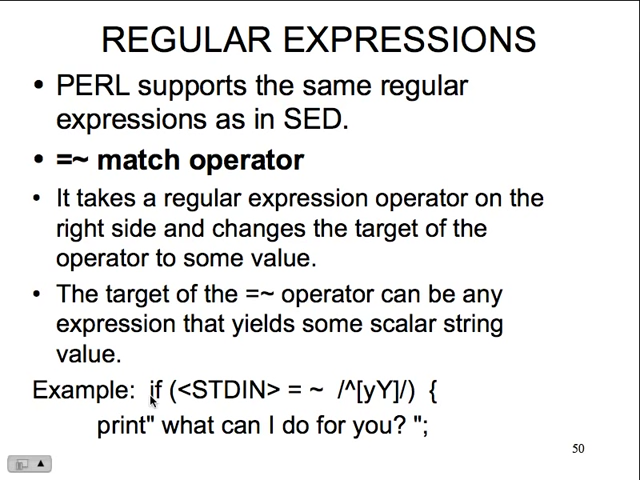 REGULAR EXPRESSIONS
• PERL supports the same regular
expressions as in SED.
• =~ match operator
• It takes a regular expression operator on the
right side and changes the target of the
operator to some value.
• The target of the =~ operator can be any
expression that yields some scalar string
value.
Example: if (<STDIN> = ~ /^[yY]/) {
print" what can I do for you? ";
50